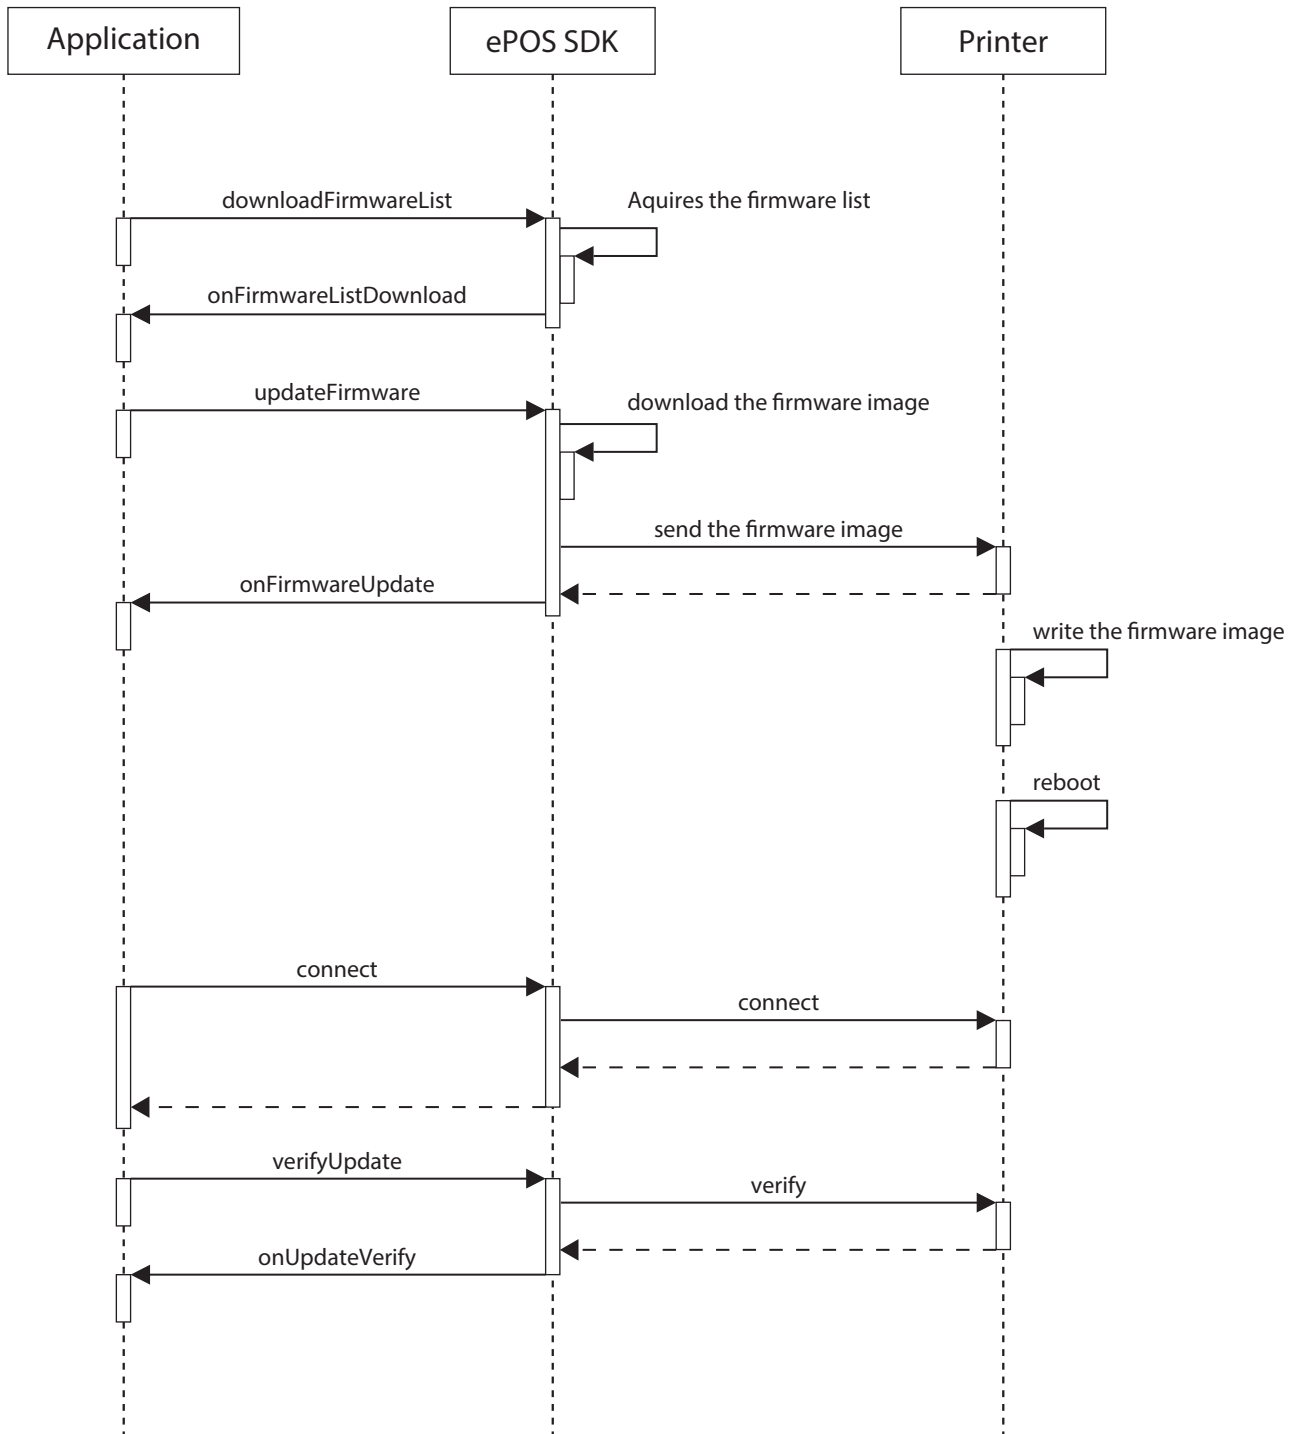 Application
ePOS SDK
Printer
downloadFirmwareList
Aquires the firmware list
onFirmwareListDownload
updateFirmware
download the firmware image
send the firmware image
onFirmwareUpdate
write the firmware image
reboot
connect
connect
verifyUpdate
verify
onUpdateVerify